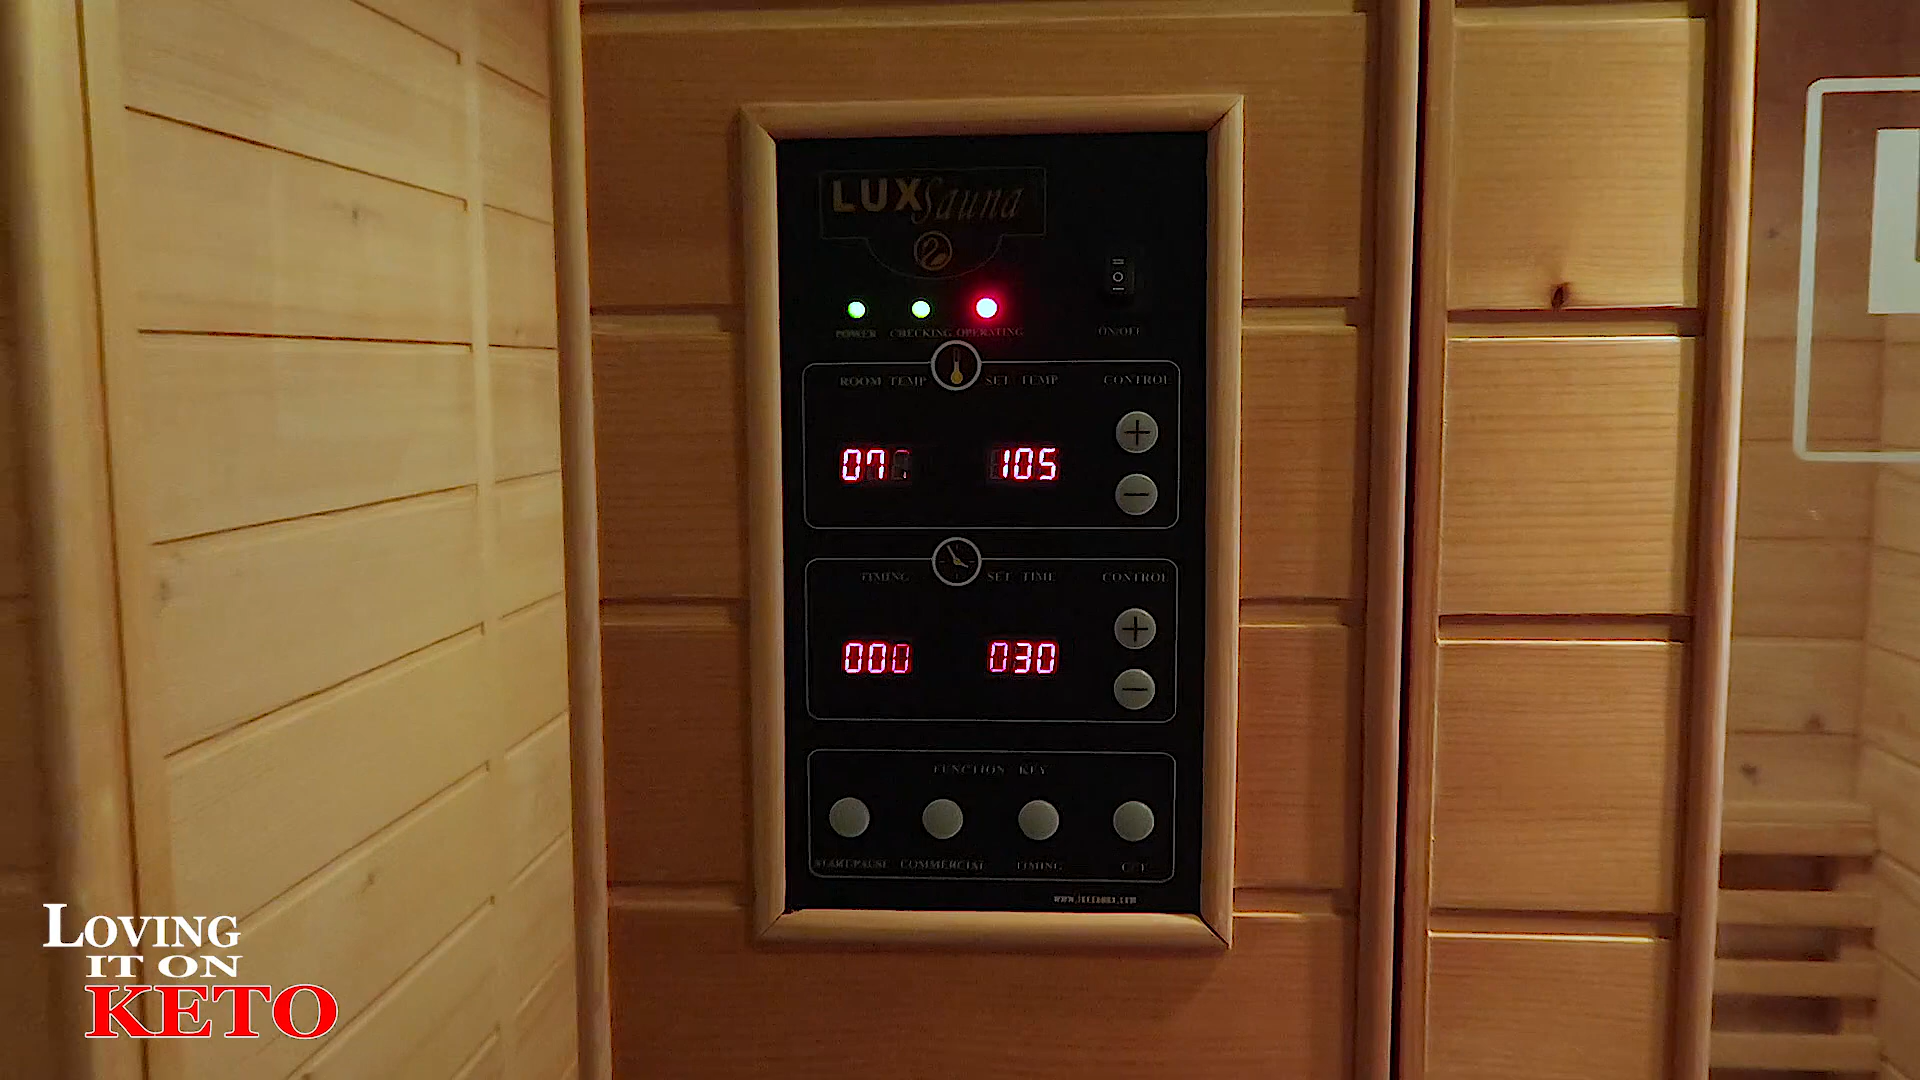 LUX Sauna
POWER CHECKING OPERATING
ON/OFF
ROOM TEMP SET TEMP CONTROL
07 105
TIMING SET TIME CONTROL
000 030
FUNCTION KEY
START/PAUSE COMMERCIAL TIMING C/F
LOVING
IT ON
KETO